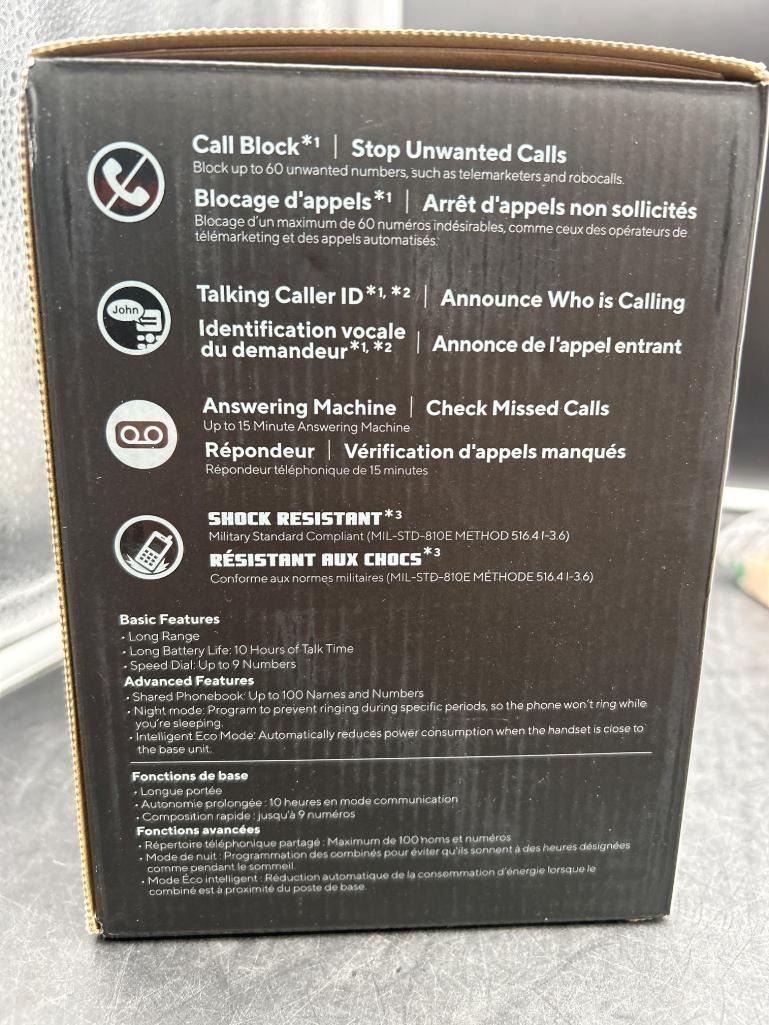 Call Block*1 | Stop Unwanted Calls
Block up to 60 unwanted numbers, such as telemarketers and robocalls.
Blocage d'appels*1 | Arrêt d'appels non sollicités
Blocage d'un maximum de 60 numéros indésirables, comme ceux des opérateurs de
télémarketing et des appels automatisés.
John
Talking Caller ID*1, *2 | Announce Who is Calling
Identification vocale
du demandeur*1, *2 | Annonce de l'appel entrant
Answering Machine | Check Missed Calls
Up to 15 Minute Answering Machine
Répondeur | Vérification d'appels manqués
Répondeur téléphonique de 15 minutes
SHOCK RESISTANT*3
Military Standard Compliant (MIL-STD-810E METHOD 516.4 I-3.6)
RÉSISTANT AUX CHOCS*3
Conforme aux normes militaires (MIL-STD-810E MÉTHODE 516.4 I-3.6)
Basic Features
• Long Range
• Long Battery Life: 10 Hours of Talk Time
• Speed Dial: Up to 9 Numbers
Advanced Features
• Shared Phonebook: Up to 100 Names and Numbers
• Night mode: Program to prevent ringing during specific periods, so the phone won't ring while
you're sleeping.
• Intelligent Eco Mode: Automatically reduces power consumption when the handset is close to
the base unit.
Fonctions de base
• Longue portée
• Autonomie prolongée : 10 heures en mode communication
• Composition rapide : jusqu'à 9 numéros
Fonctions avancées
• Répertoire téléphonique partagé : Maximum de 100 noms et numéros
• Mode de nuit : Programmation des combinés pour éviter qu'ils sonnent à des heures désignées
comme pendant le sommeil.
• Mode Éco intelligent : Réduction automatique de la consommation d'énergie lorsque le
combiné est à proximité du poste de base.